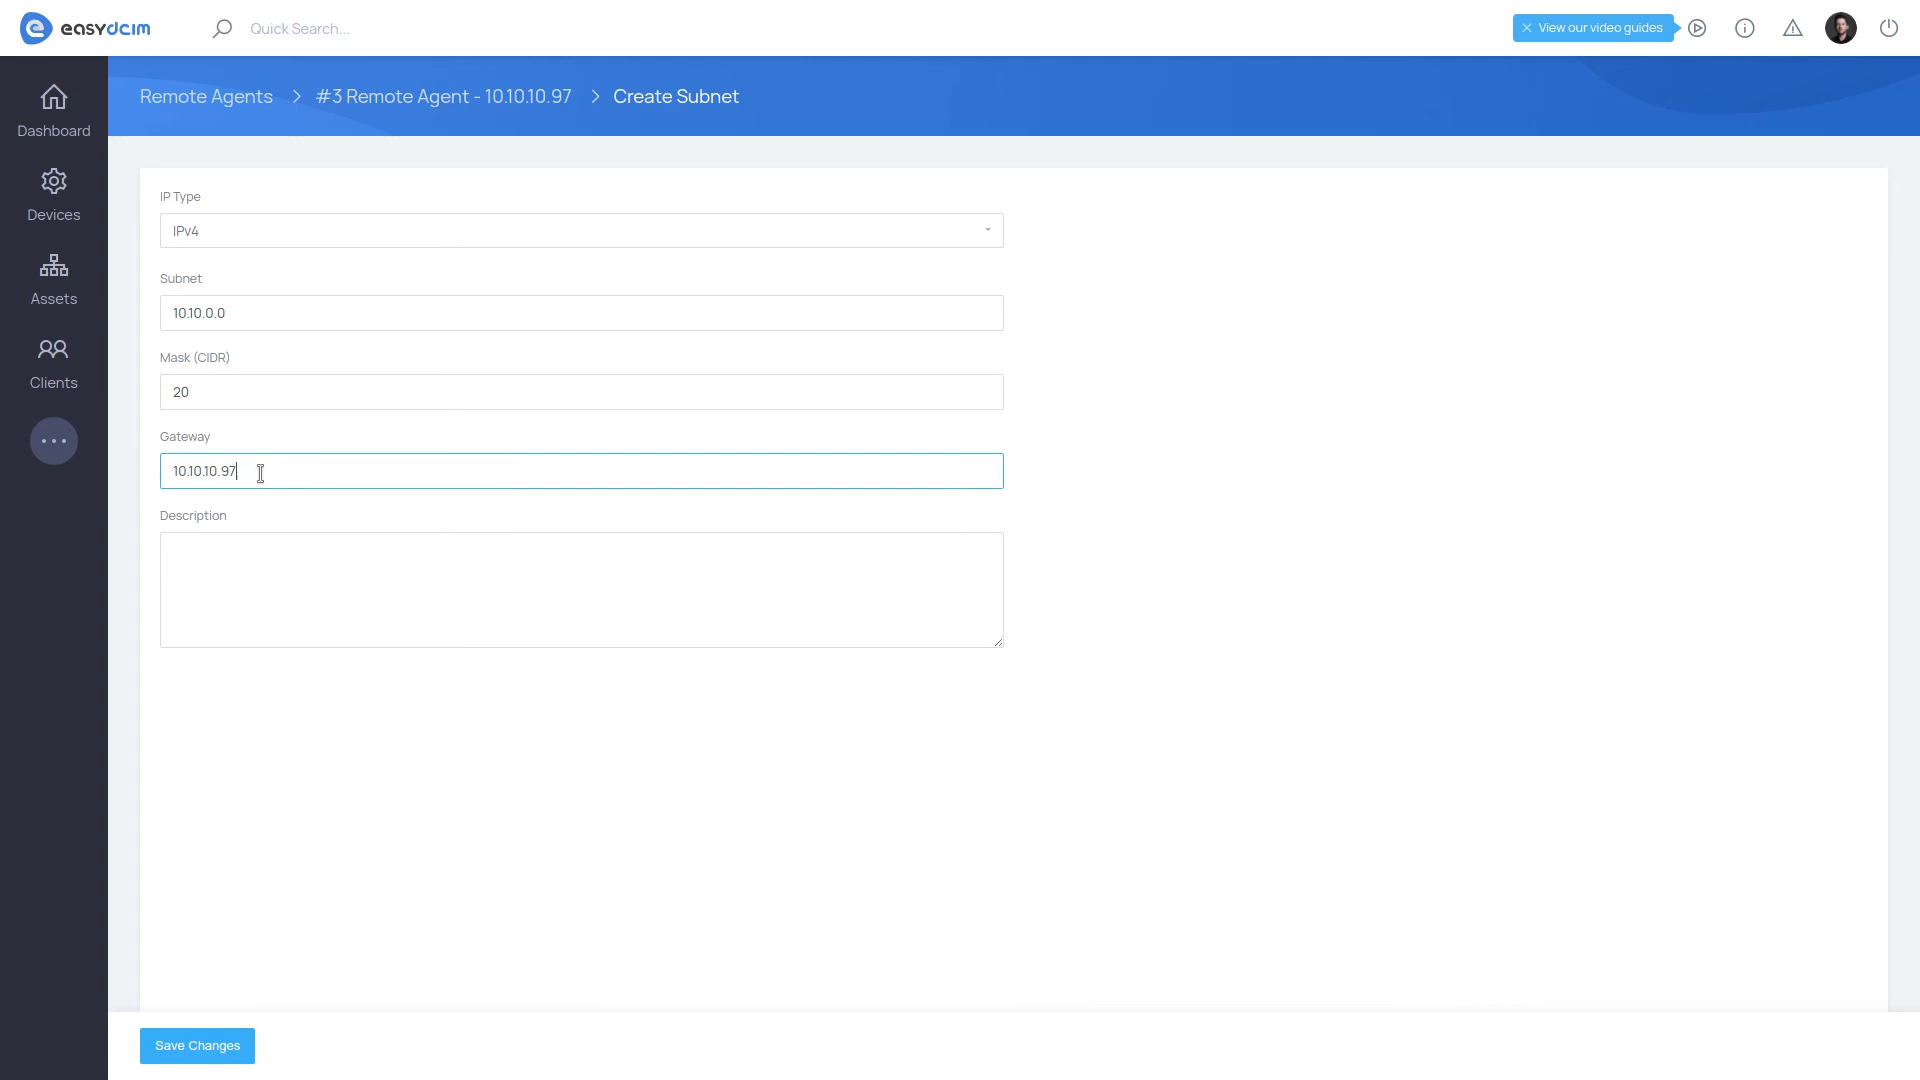 easydcim
Quick Search...
View our video guides
Remote Agents > #3 Remote Agent - 10.10.10.97 > Create Subnet
Dashboard
Devices
Assets
Clients
IP Type
IPv4
Subnet
10.10.0.0
Mask (CIDR)
20
Gateway
10.10.10.97
Description
Save Changes